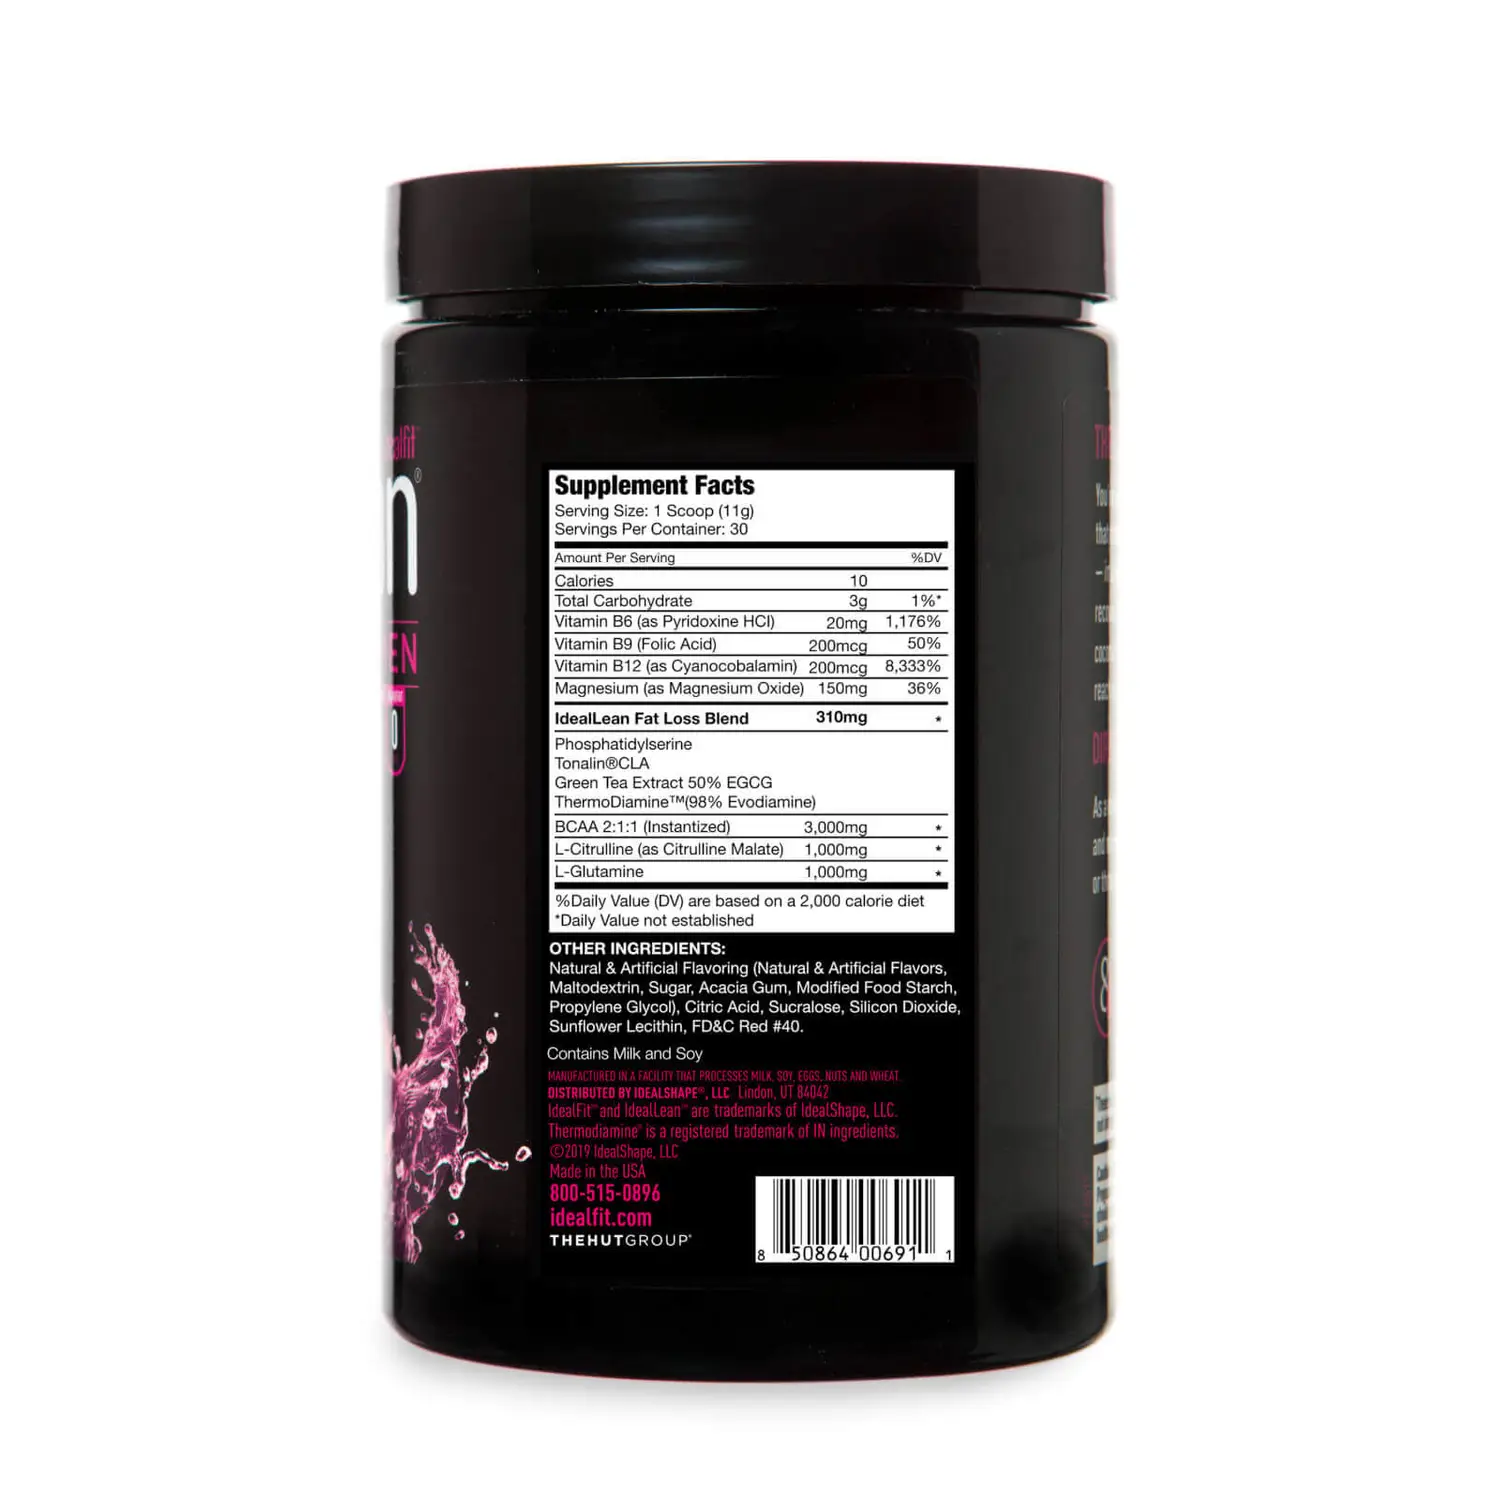 Supplement Facts
Serving Size: 1 Scoop (11g)
Servings Per Container: 30
Amount Per Serving %DV
Calories 10
Total Carbohydrate 3g 1%*
Vitamin B6 (as Pyridoxine HCI) 20mg 1,176%
Vitamin B9 (Folic Acid) 200mcg 50%
Vitamin B12 (as Cyanocobalamin) 200mcg 8,333%
Magnesium (as Magnesium Oxide) 150mg 36%
IdealLean Fat Loss Blend 310mg *
Phosphatidylserine
Tonalin®CLA
Green Tea Extract 50% EGCG
ThermoDiamine™(98% Evodiamine)
BCAA 2:1:1 (Instantized) 3,000mg *
L-Citrulline (as Citrulline Malate) 1,000mg *
L-Glutamine 1,000mg *
%Daily Value (DV) are based on a 2,000 calorie diet
*Daily Value not established
OTHER INGREDIENTS:
Natural & Artificial Flavoring (Natural & Artificial Flavors,
Maltodextrin, Sugar, Acacia Gum, Modified Food Starch,
Propylene Glycol), Citric Acid, Sucralose, Silicon Dioxide,
Sunflower Lecithin, FD&C Red #40.
Contains Milk and Soy
MANUFACTURED IN A FACILITY THAT PROCESSES MILK, SOY, EGGS, NUTS AND WHEAT.
DISTRIBUTED BY IDEALSHAPE®, LLC Lindon, UT 84042
IdealFit™ and IdealLean™ are trademarks of IdealShape, LLC.
Thermodiamine® is a registered trademark of IN ingredients.
©2019 IdealShape, LLC
Made in the USA
800-515-0896
idealfit.com
THEHUTGROUP®
8 50864 00691 1